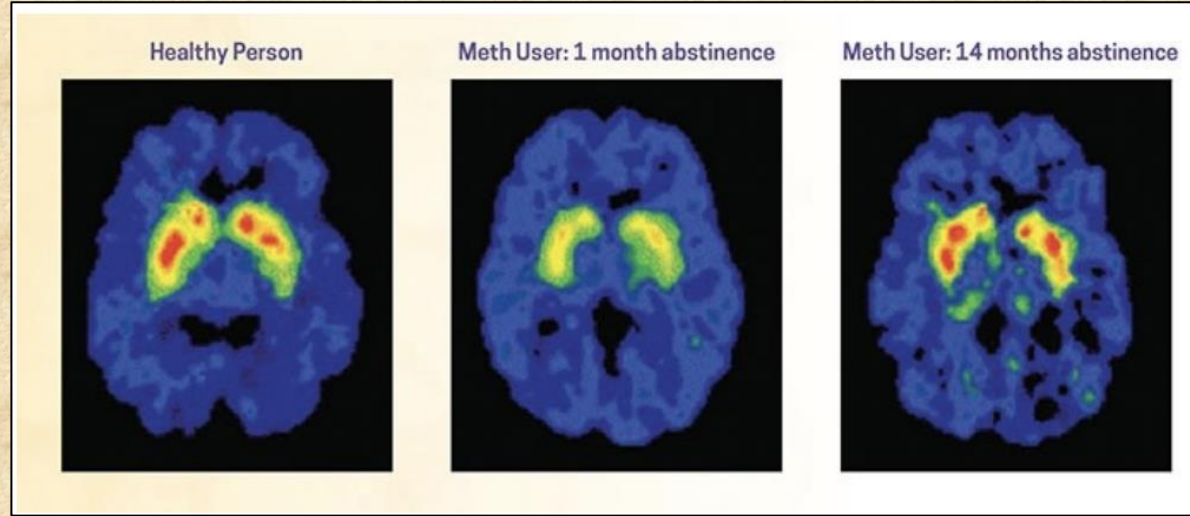 Healthy Person
Meth User: 1 month abstinence
Meth User: 14 months abstinence